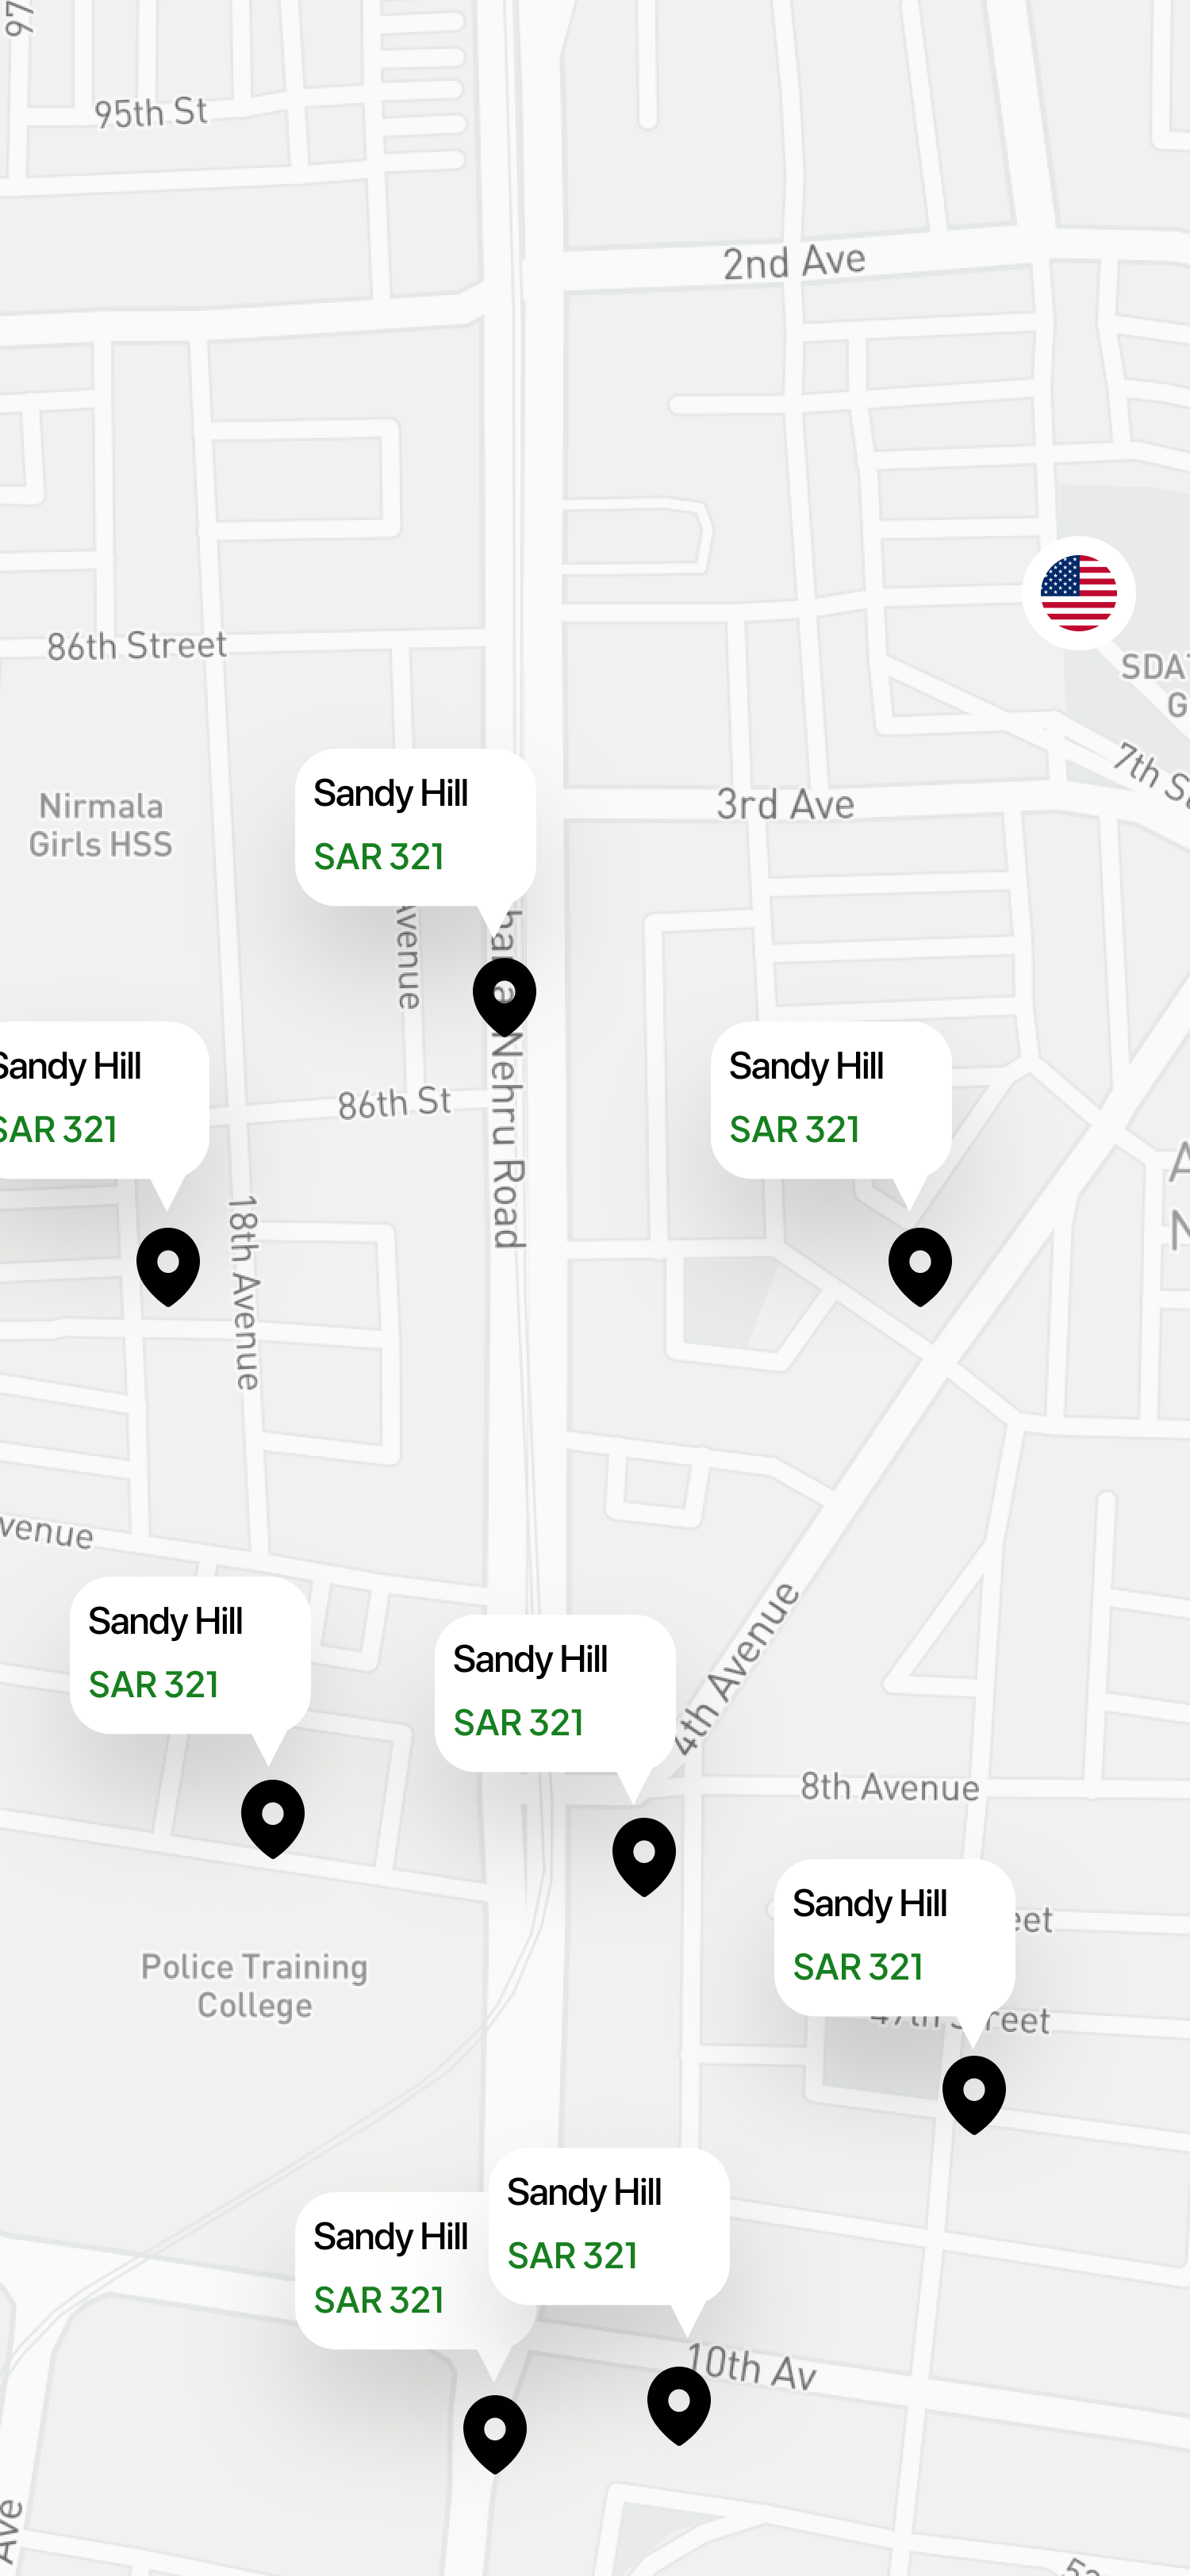 95th St
2nd Ave
86th Street
7th
Nirmala
Girls HSS
3rd Ave
Sandy Hill
SAR 321
Nehru Road
Sandy Hill
SAR 321
Sandy Hill
SAR 321
86th St
18th Avenue
Sandy Hill
SAR 321
Sandy Hill
SAR 321
4th Avenue
8th Avenue
Sandy Hill
SAR 321
Police Training
College
Sandy Hill
SAR 321
Sandy Hill
SAR 321
10th Av
Ave